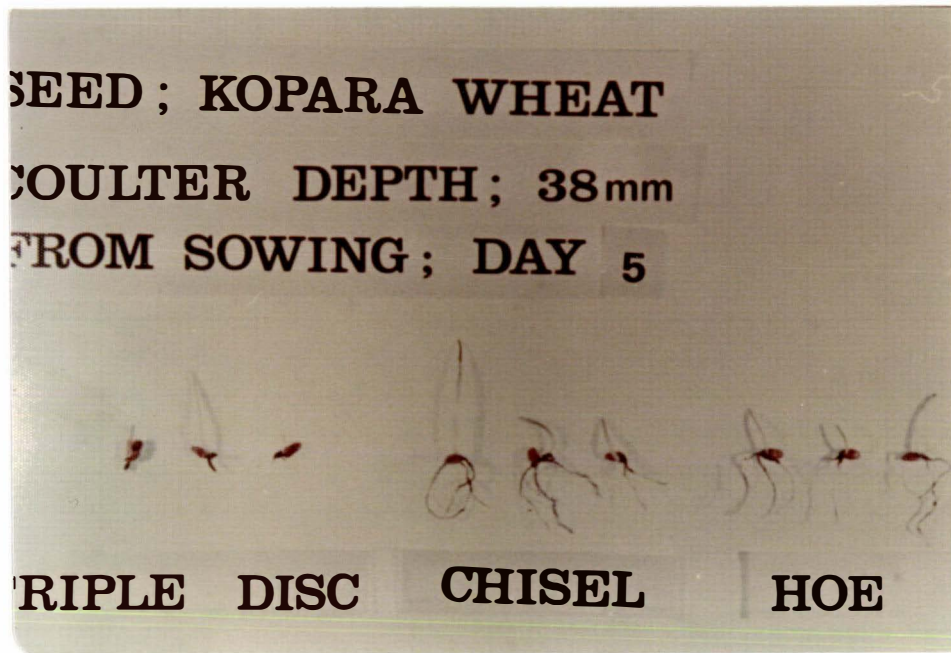 SEED; KOPARA WHEAT
COULTER DEPTH; 38mm
FROM SOWING; DAY 5
TRIPLE DISC CHISEL HOE